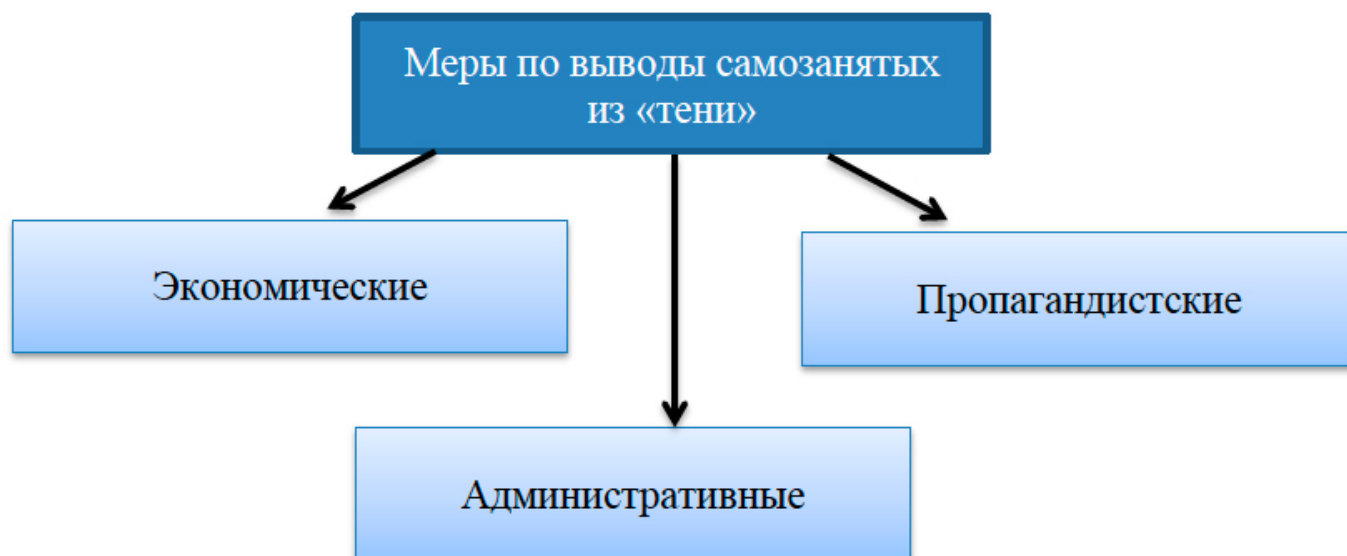 Меры по выводы самозанятых
из «тени»
Экономические
Пропагандистские
Административные